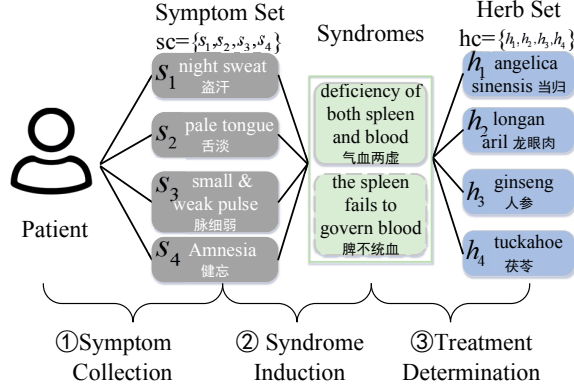 Symptom Set
sc={s₁,s₂,s₃,s₄}
s₁ night sweat
盗汗
s₂ pale tongue
舌淡
s₃ small &
weak pulse
脉细弱
s₄ Amnesia
健忘
Patient
Syndromes
deficiency of
both spleen
and blood
气血两虚
the spleen
fails to
govern blood
脾不统血
Herb Set
hc={h₁,h₂,h₃,h₄}
h₁ angelica
sinensis 当归
h₂ longan
aril 龙眼肉
h₃ ginseng
人参
h₄ tuckahoe
茯苓
①Symptom
Collection
② Syndrome
Induction
③Treatment
Determination